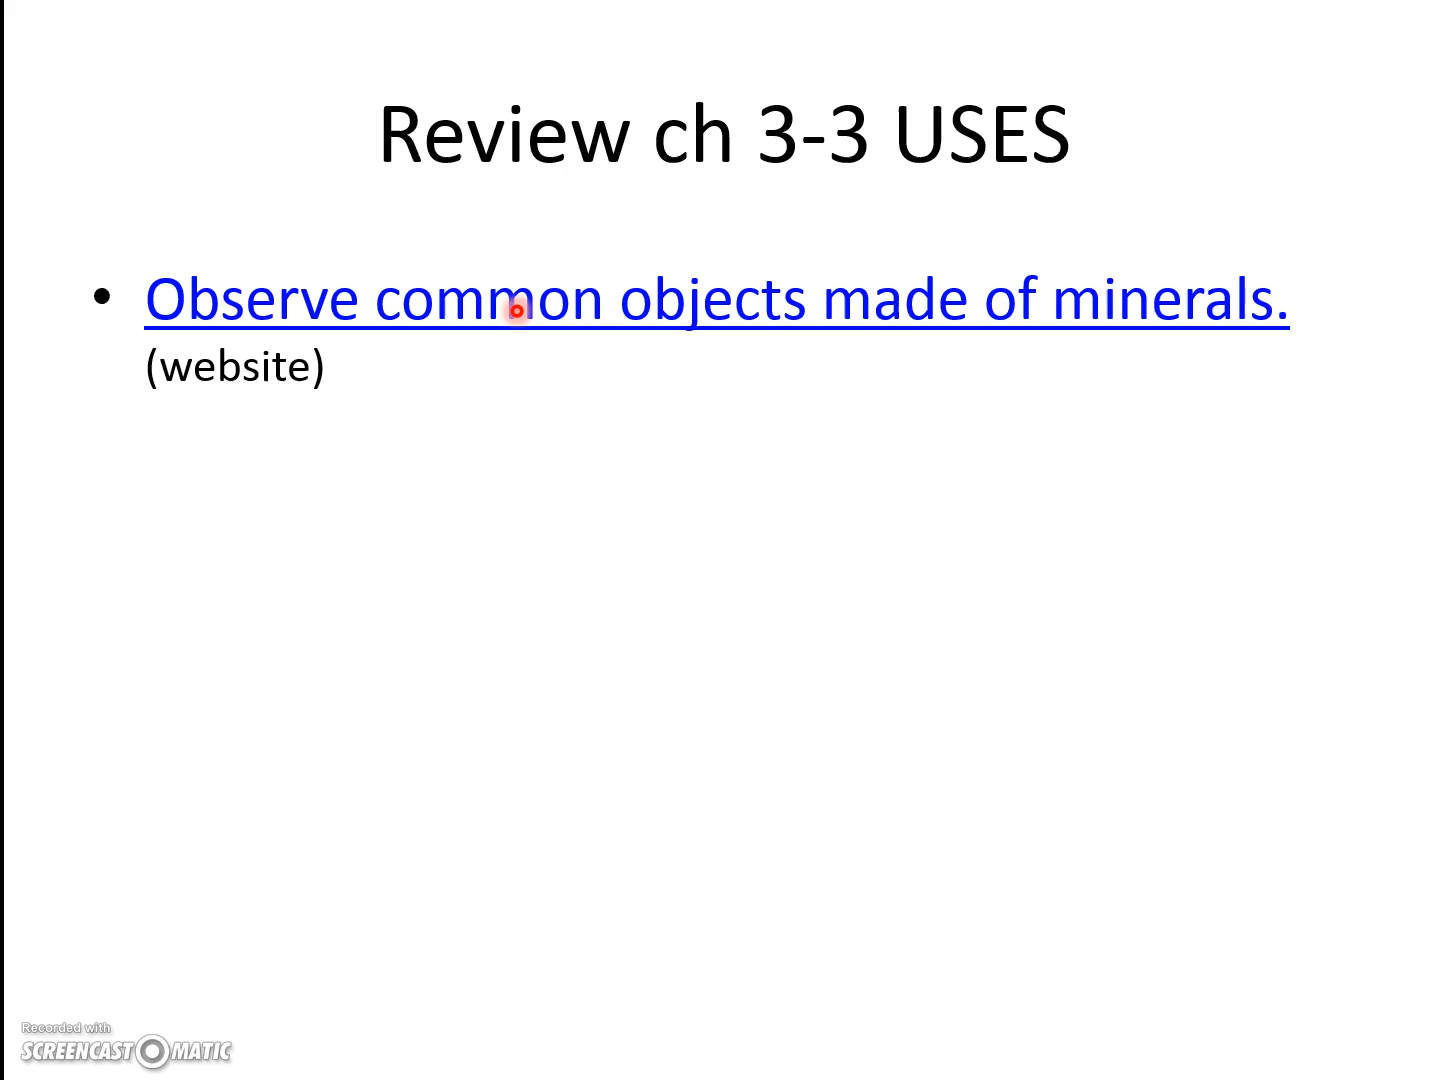 Review ch 3-3 USES
• Observe common objects made of minerals.
(website)
Recorded with
SCREENCAST MATIC